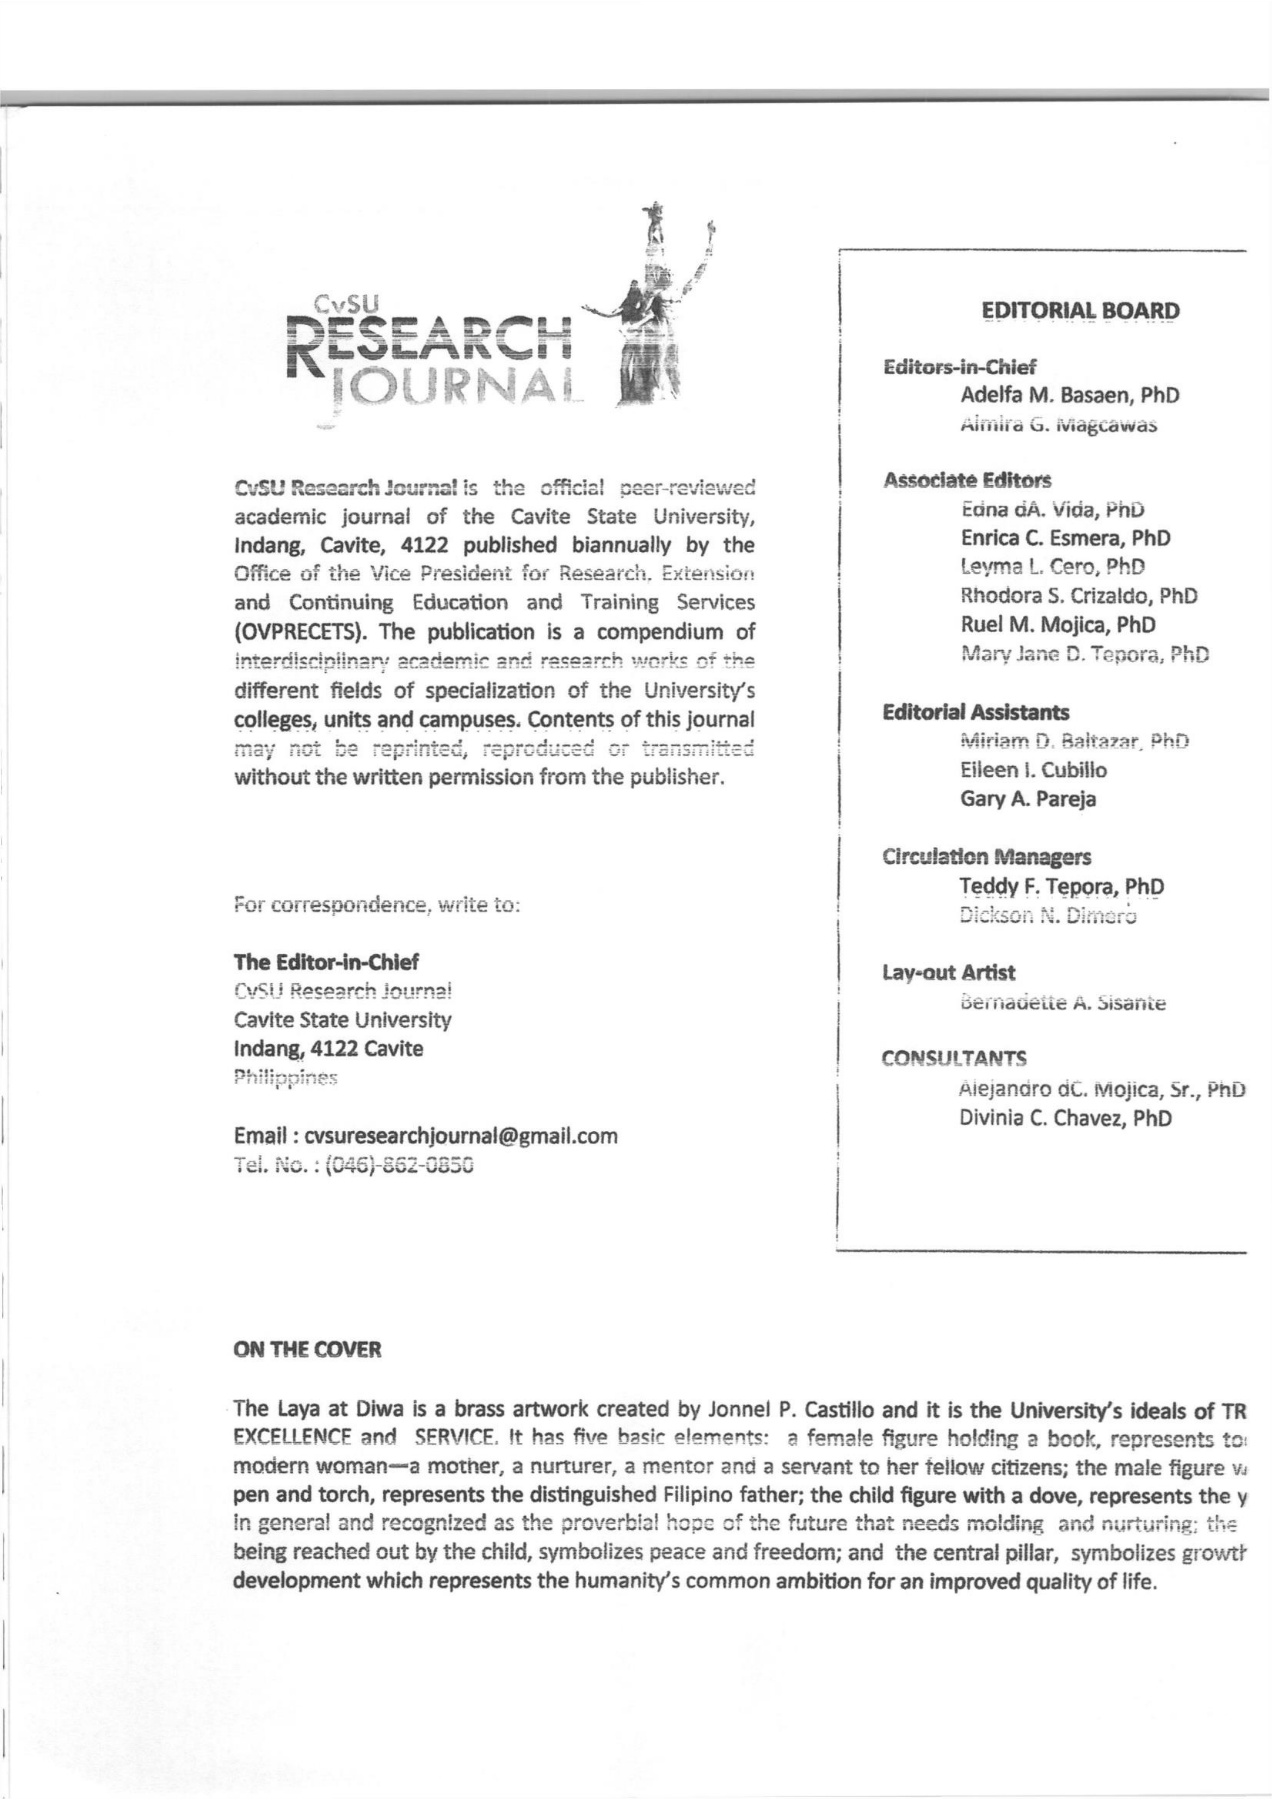 CvSU
RESEARCH
JOURNAL
CvSU Research Journal is the official peer-reviewed
academic journal of the Cavite State University,
Indang, Cavite, 4122 published biannually by the
Office of the Vice President for Research, Extension
and Continuing Education and Training Services
(OVPRECETS). The publication is a compendium of
interdisciplinary academic and research works of the
different fields of specialization of the University's
colleges, units and campuses. Contents of this journal
may not be reprinted, reproduced or transmitted
without the written permission from the publisher.
For correspondence, write to:
The Editor-in-Chief
CvSU Research Journal
Cavite State University
Indang, 4122 Cavite
Philippines
Email : cvsuresearchjournal@gmail.com
Tel. No. : (046)-862-0850
EDITORIAL BOARD
Editors-in-Chief
Adelfa M. Basaen, PhD
Almira G. Magcawas
Associate Editors
Edna dA. Vida, PhD
Enrica C. Esmera, PhD
Leyma L. Cero, PhD
Rhodora S. Crizaldo, PhD
Ruel M. Mojica, PhD
Mary Jane D. Tepora, PhD
Editorial Assistants
Miriam D. Baltazar, PhD
Eileen I. Cubillo
Gary A. Pareja
Circulation Managers
Teddy F. Tepora, PhD
Dickson N. Dimero
Lay-out Artist
Bernadette A. Sisante
CONSULTANTS
Alejandro dC. Mojica, Sr., PhD
Divinia C. Chavez, PhD
ON THE COVER
The Laya at Diwa is a brass artwork created by Jonnel P. Castillo and it is the University's ideals of TR
EXCELLENCE and SERVICE. It has five basic elements: a female figure holding a book, represents
modern woman—a mother, a nurturer, a mentor and a servant to her fellow citizens; the male figure
pen and torch, represents the distinguished Filipino father; the child figure with a dove, represents the y
in general and recognized as the proverbial hope of the future that needs molding and nurturing; the
being reached out by the child, symbolizes peace and freedom; and the central pillar, symbolizes growth
development which represents the humanity's common ambition for an improved quality of life.